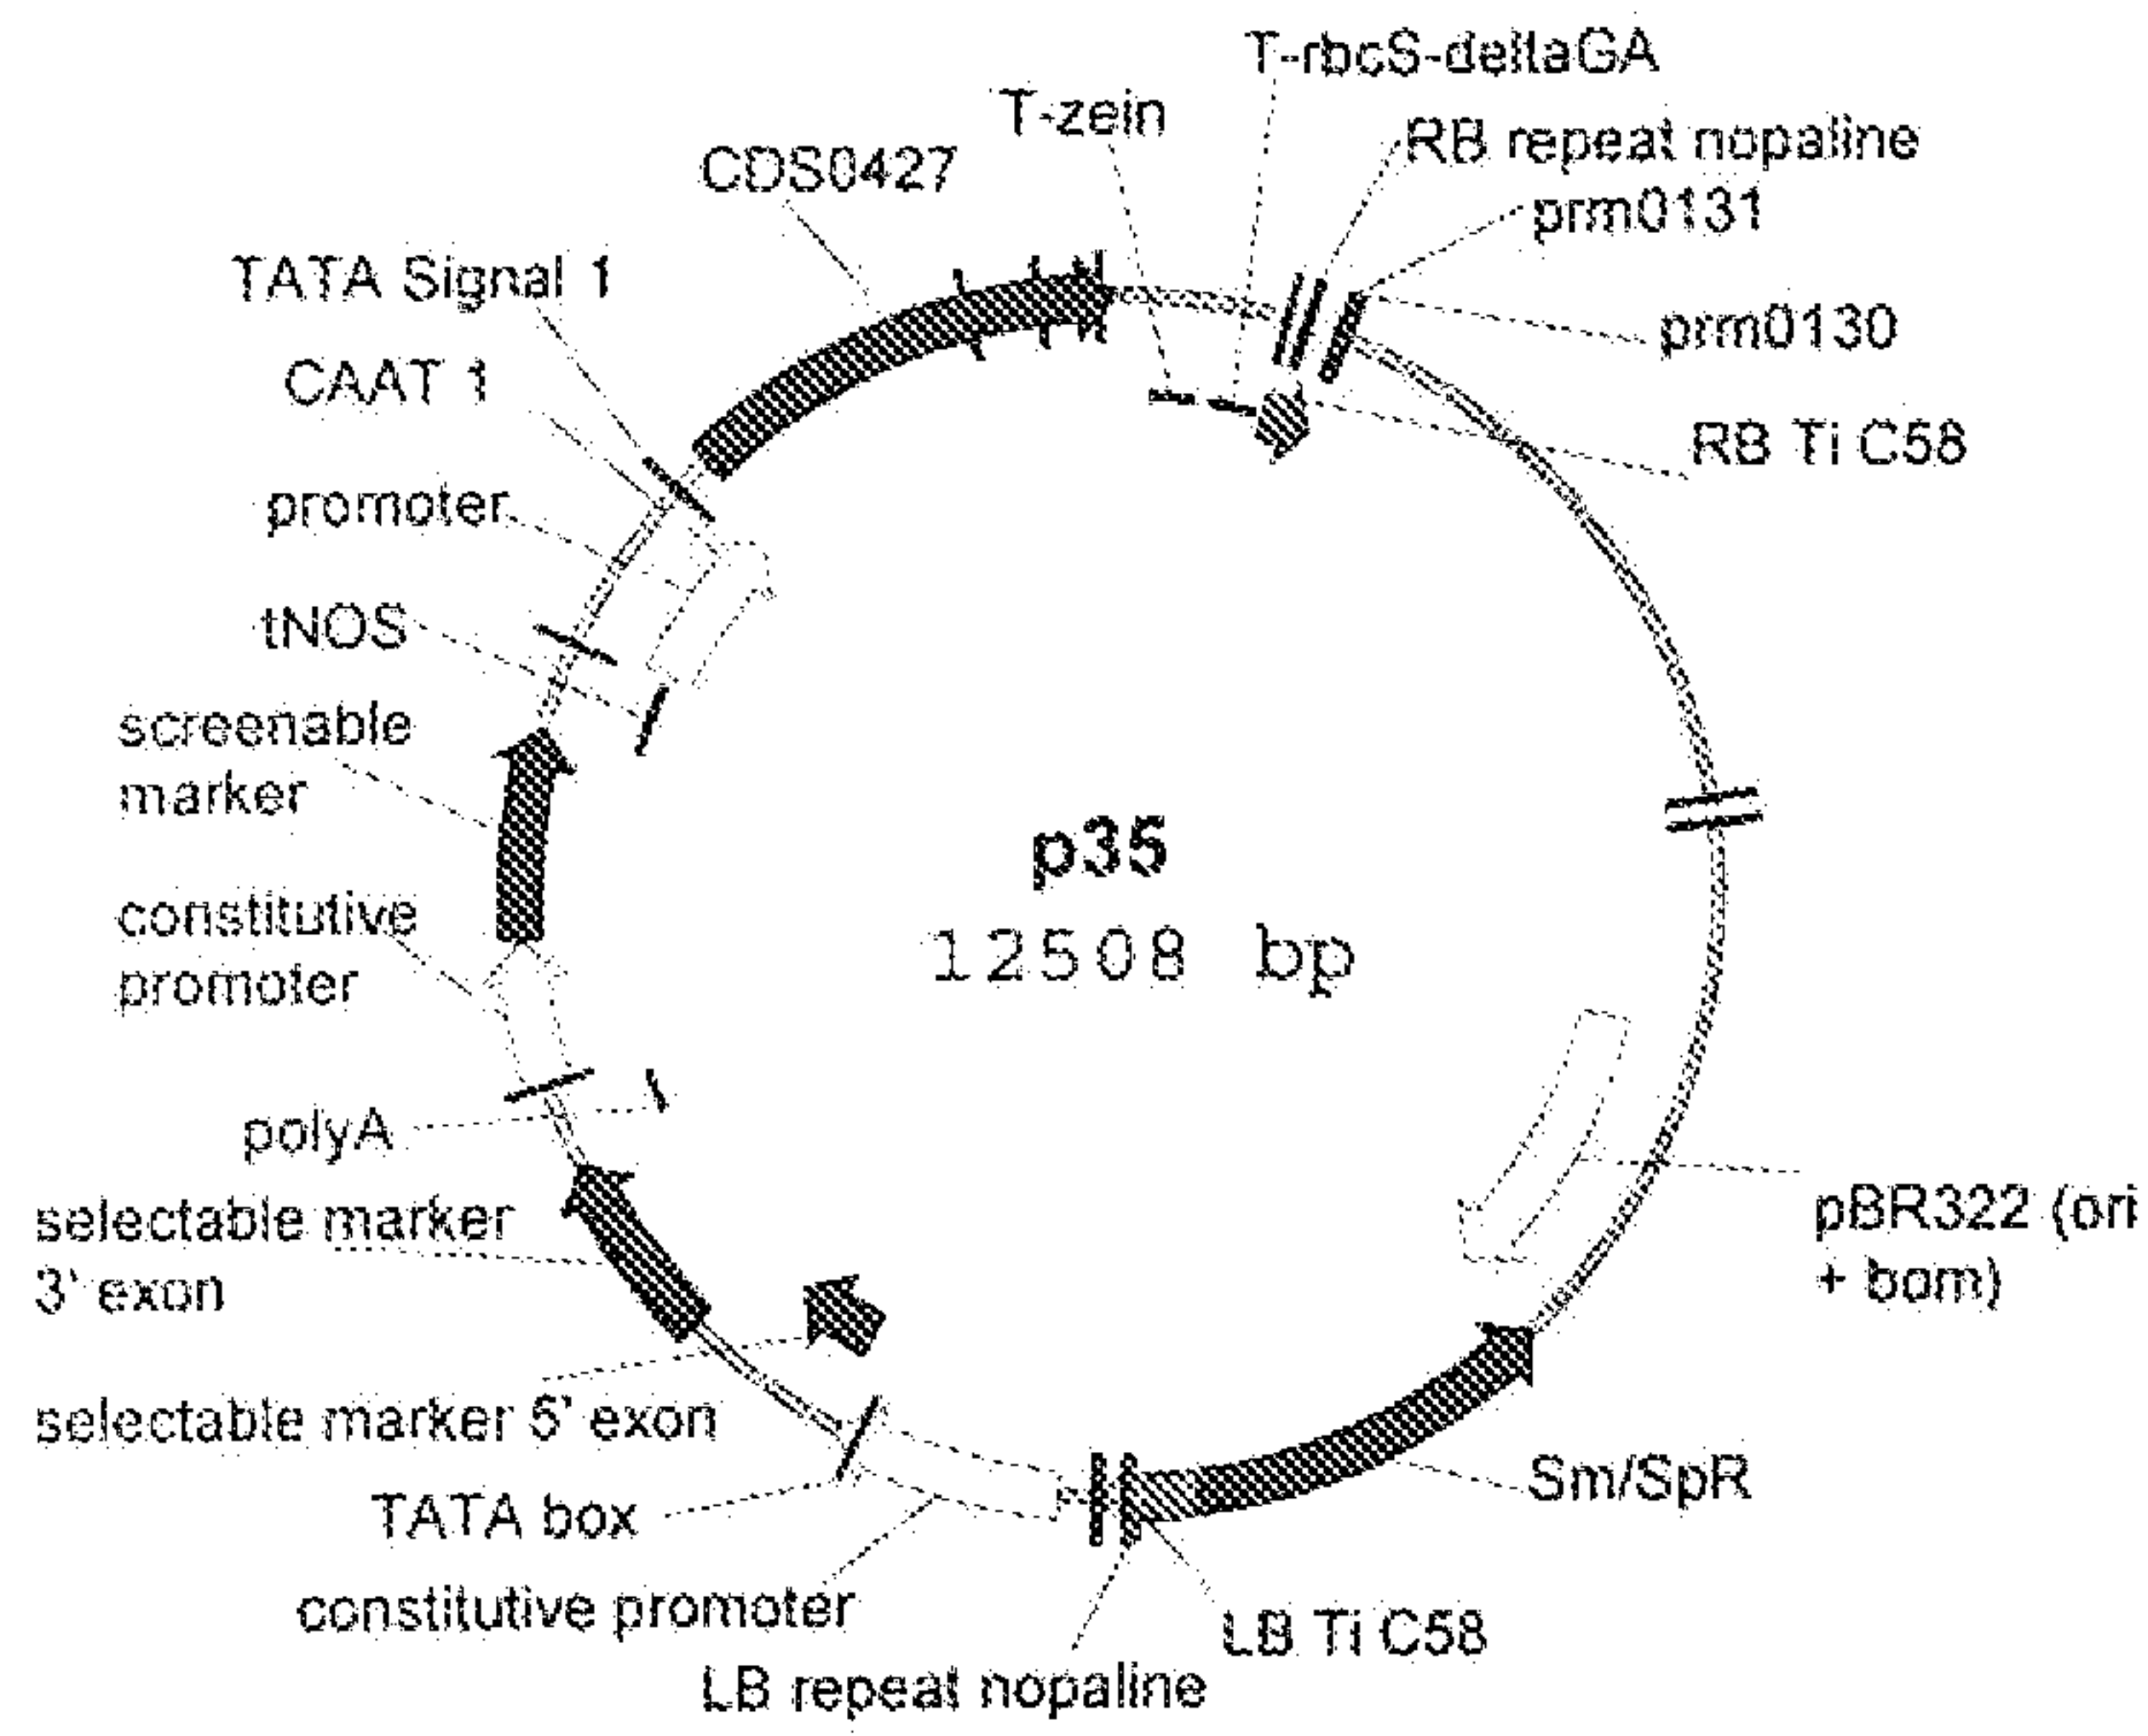 T-rbcS-deltaGA
T-zein
RB repeat nopaline
CDS0427
prm0131
TATA Signal 1
prm0130
CAAT 1
RB Ti C58
promoter
tNOS
screenable
marker
p35
12508 bp
constitutive
promoter
polyA
pBR322 (ori
+ bom)
selectable marker
3' exon
selectable marker 5' exon
Sm/SpR
TATA box
constitutive promoter
LB Ti C58
LB repeat nopaline